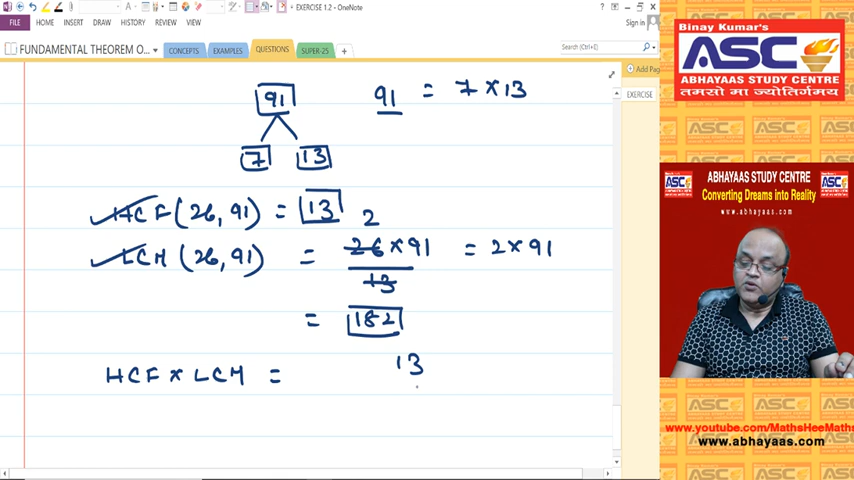 EXERCISE 1.2 - OneNote
FILE HOME INSERT DRAW HISTORY REVIEW VIEW
Sign in
FUNDAMENTAL THEOREM O... CONCEPTS EXAMPLES QUESTIONS SUPER-25 +
Search (Ctrl+E)
Add Pag
EXERCISE
91
91 = 7 × 13
7 13
HCF (26, 91) = 13
2
LCM (26, 91) = 26 × 91 = 2 × 91
13
= 182
HCF × LCM = 13
Binay Kumar's
ASC
ABHAYAAS STUDY CENTRE
तमसो मा ज्योतिर्गमय
ABHAYAAS STUDY CENTRE
Converting Dreams into Reality
www.abhayaas.com
www.youtube.com/MathsHeeMaths
www.abhayaas.com